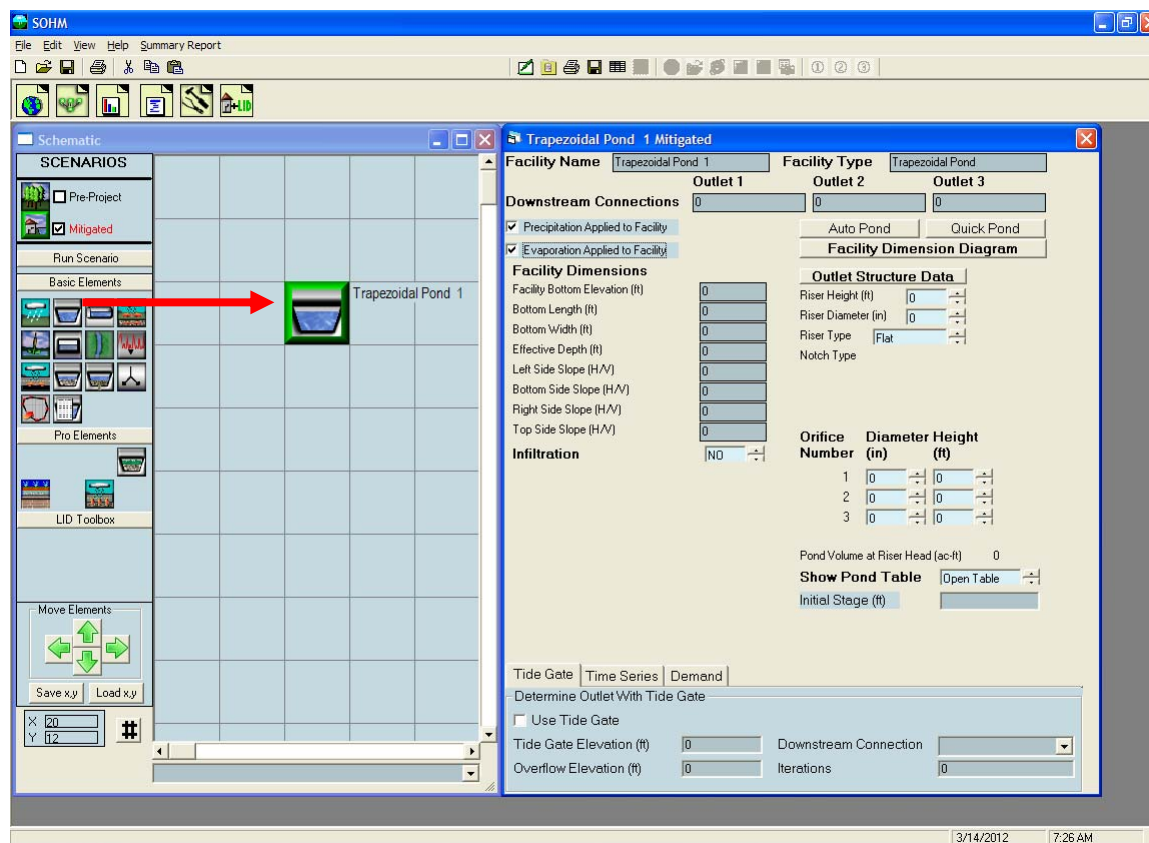 SOHM
File Edit View Help Summary Report
Schematic
SCENARIOS
Pre-Project
Mitigated
Run Scenario
Basic Elements
Pro Elements
LID Toolbox
Move Elements
Save x,y Load x,y
X 20
Y 12
Trapezoidal Pond 1
Trapezoidal Pond 1 Mitigated
Facility Name Trapezoidal Pond 1 Facility Type Trapezoidal Pond
Outlet 1 Outlet 2 Outlet 3
Downstream Connections 0 0 0
Precipitation Applied to Facility Auto Pond Quick Pond
Evaporation Applied to Facility Facility Dimension Diagram
Facility Dimensions
Facility Bottom Elevation (ft) 0
Bottom Length (ft) 0
Bottom Width (ft) 0
Effective Depth (ft) 0
Left Side Slope (H/V) 0
Bottom Side Slope (H/V) 0
Right Side Slope (H/V) 0
Top Side Slope (H/V) 0
Infiltration NO
Outlet Structure Data
Riser Height (ft) 0
Riser Diameter (in) 0
Riser Type Flat
Notch Type
Orifice Diameter Height
Number (in) (ft)
1 0 0
2 0 0
3 0 0
Pond Volume at Riser Head (ac-ft) 0
Show Pond Table Open Table
Initial Stage (ft)
Tide Gate Time Series Demand
Determine Outlet With Tide Gate
Use Tide Gate
Tide Gate Elevation (ft) 0 Downstream Connection
Overflow Elevation (ft) 0 Iterations 0
3/14/2012 7:26 AM